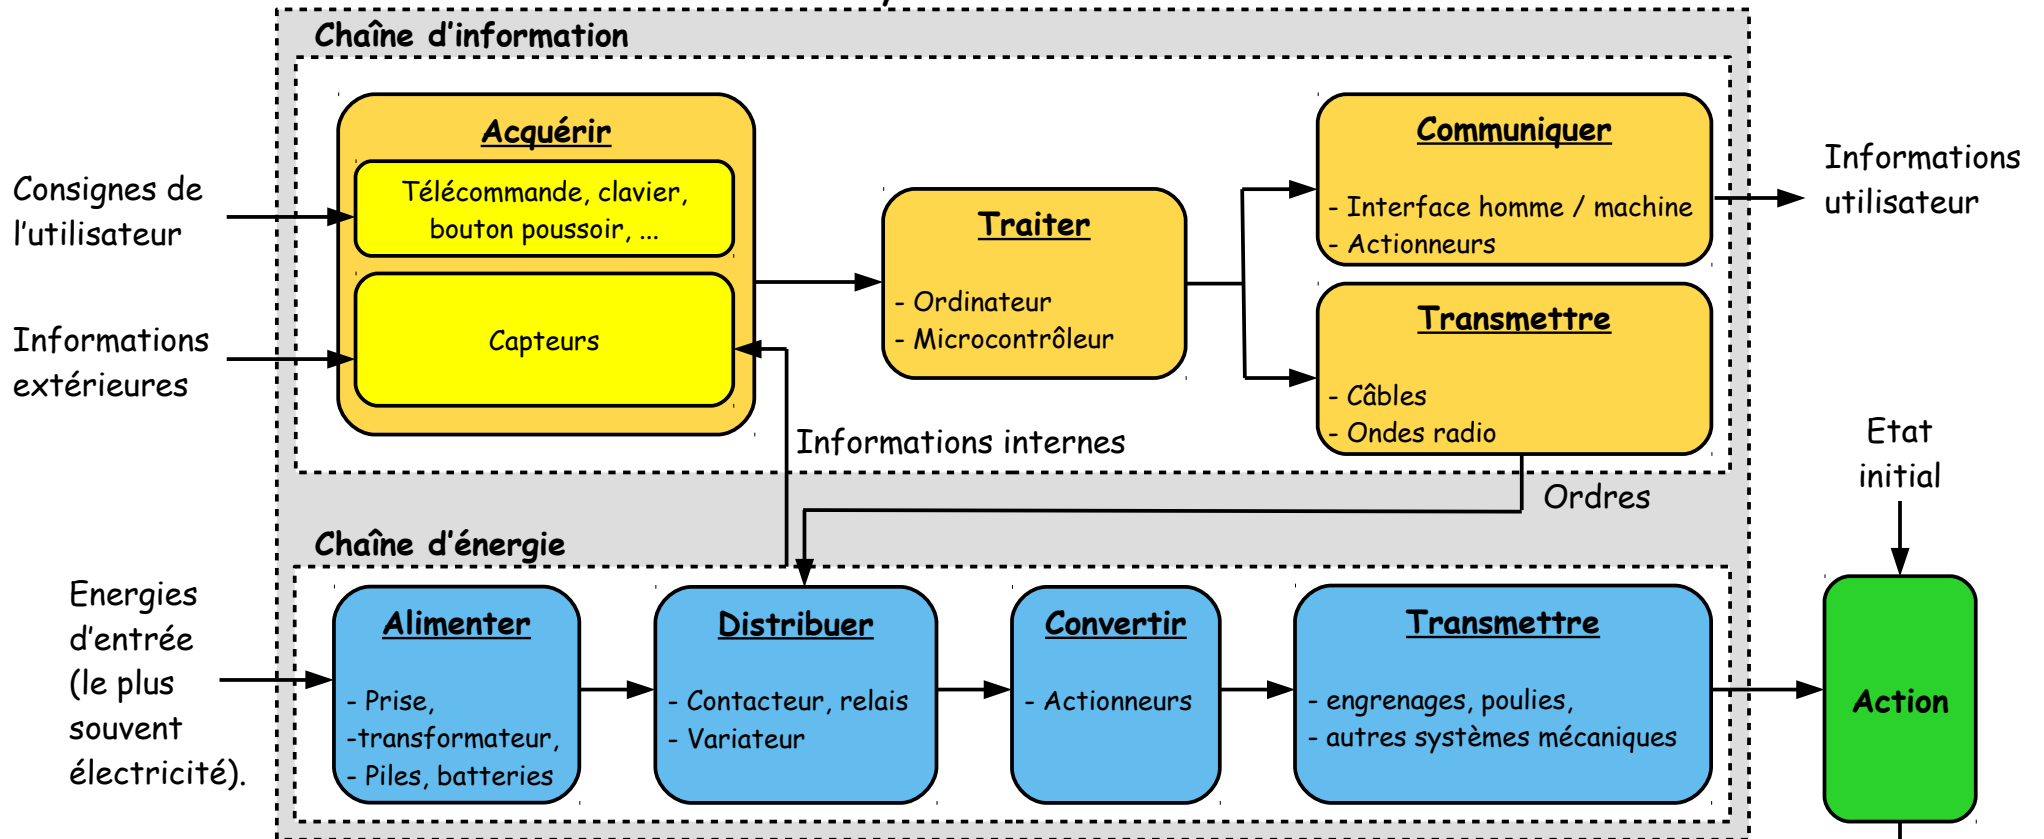 Chaîne d'information
Acquérir
Télécommande, clavier,
bouton poussoir, ...
Capteurs
Consignes de
l'utilisateur
Informations
extérieures
Traiter
- Ordinateur
- Microcontrôleur
Communiquer
- Interface homme / machine
- Actionneurs
Informations
utilisateur
Transmettre
- Câbles
- Ondes radio
Informations internes
Ordres
Etat
initial
Chaîne d'énergie
Energies
d'entrée
(le plus
souvent
électricité).
Alimenter
- Prise,
-transformateur,
- Piles, batteries
Distribuer
- Contacteur, relais
- Variateur
Convertir
- Actionneurs
Transmettre
- engrenages, poulies,
- autres systèmes mécaniques
Action